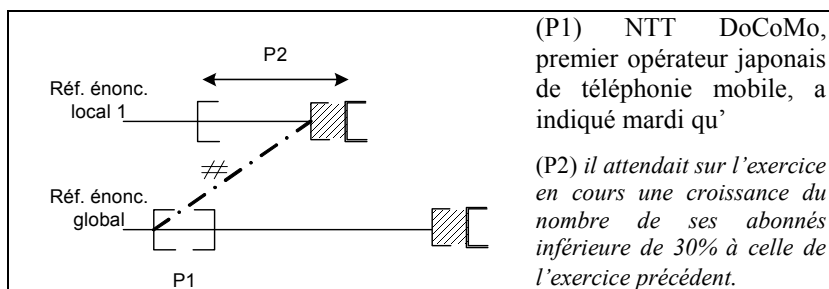 P2
Réf. énonc.
local 1
Réf. énonc.
global
P1
(P1) NTT DoCoMo,
premier opérateur japonais
de téléphonie mobile, a
indiqué mardi qu’
(P2) il attendait sur l’exercice
en cours une croissance du
nombre de ses abonnés
inférieure de 30% à celle de
l’exercice précédent.